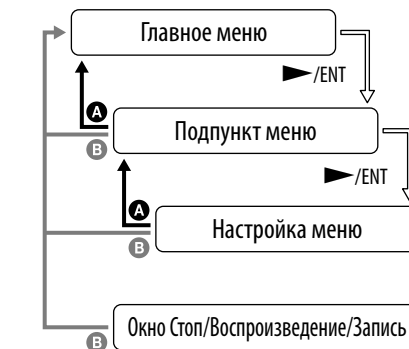 Главное меню
►/ENT
A
B
Подпункт меню
►/ENT
A
B
Настройка меню
B
Окно Стоп/Воспроизведение/Запись